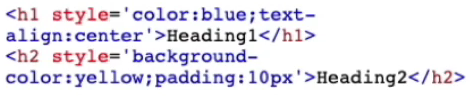 <h1 style='color:blue;text-
align:center'>Heading1</h1>
<h2 style='background-
color:yellow;padding:10px'>Heading2</h2>